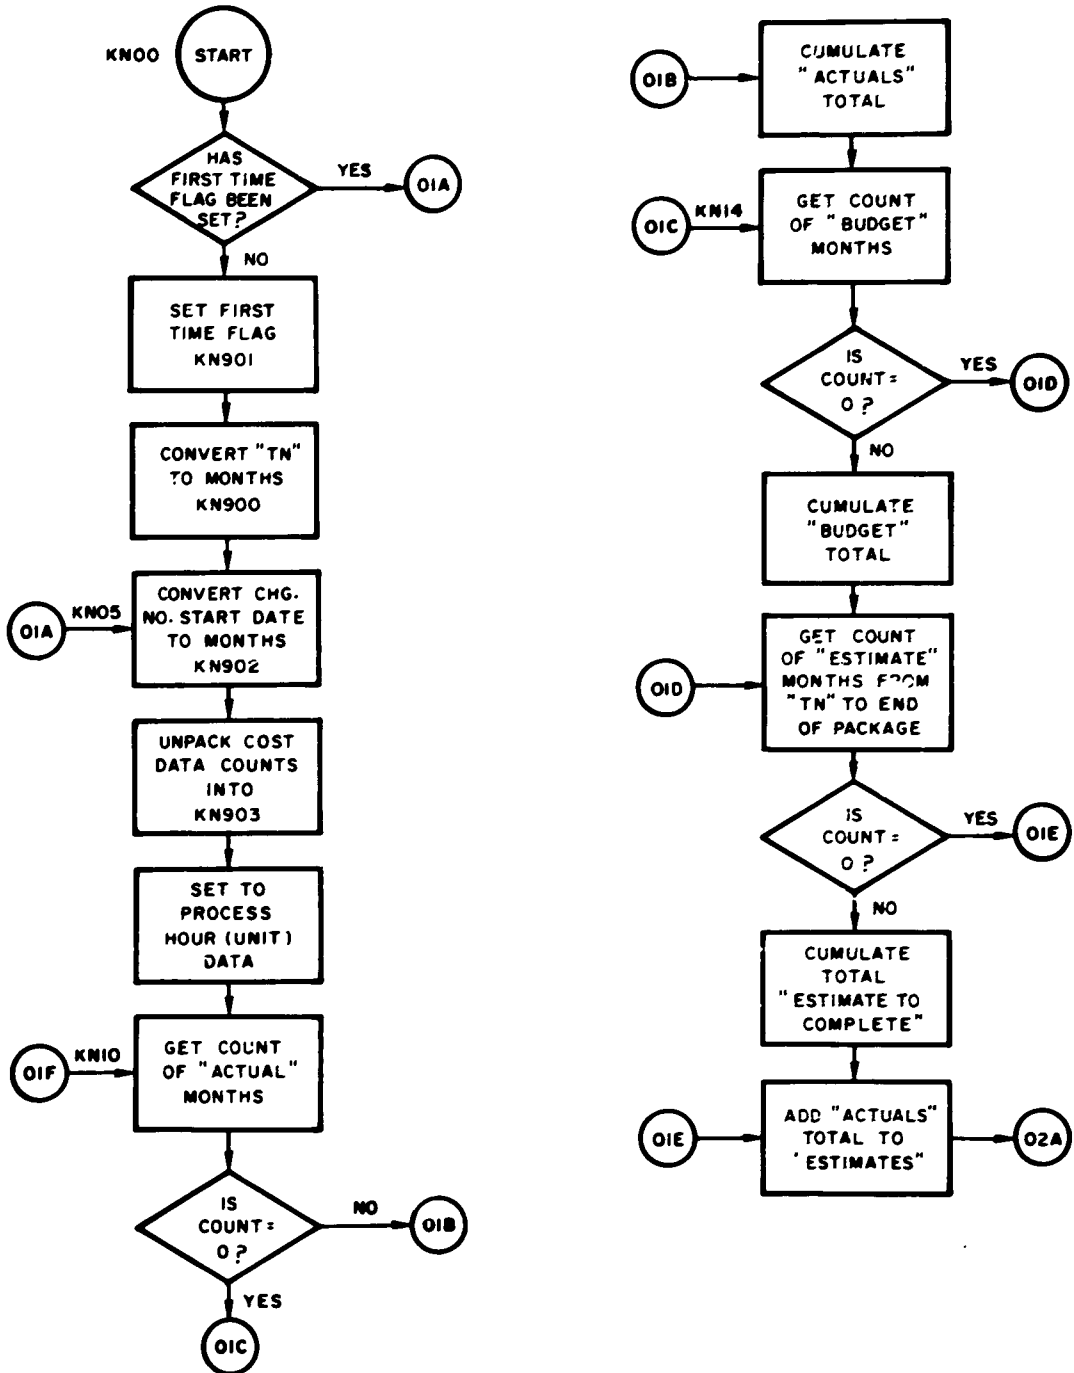 KN00
START
HAS
FIRST TIME
FLAG BEEN
SET?
YES
01A
NO
SET FIRST
TIME FLAG
KN901
CONVERT "TN"
TO MONTHS
KN900
01A
KN05
CONVERT CHG.
NO. START DATE
TO MONTHS
KN902
UNPACK COST
DATA COUNTS
INTO
KN903
SET TO
PROCESS
HOUR (UNIT)
DATA
01F
KN10
GET COUNT
OF "ACTUAL"
MONTHS
IS
COUNT =
0?
NO
01B
YES
01C
01B
CUMULATE
"ACTUALS"
TOTAL
01C
KN14
GET COUNT
OF "BUDGET"
MONTHS
IS
COUNT =
0?
YES
01D
NO
CUMULATE
"BUDGET"
TOTAL
01D
GET COUNT
OF "ESTIMATE"
MONTHS FROM
"TN" TO END
OF PACKAGE
IS
COUNT =
0?
YES
01E
NO
CUMULATE
TOTAL
"ESTIMATE TO
COMPLETE"
01E
ADD "ACTUALS"
TOTAL TO
'ESTIMATES"
02A